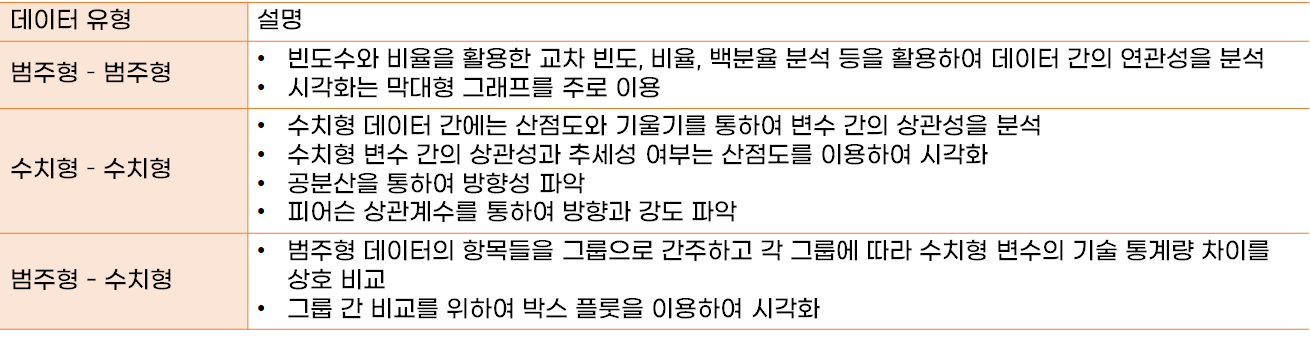 데이터 유형
설명
범주형 - 범주형
• 빈도수와 비율을 활용한 교차 빈도, 비율, 백분율 분석 등을 활용하여 데이터 간의 연관성을 분석
• 시각화는 막대형 그래프를 주로 이용
수치형 - 수치형
• 수치형 데이터 간에는 산점도와 기울기를 통하여 변수 간의 상관성을 분석
• 수치형 변수 간의 상관성과 추세성 여부는 산점도를 이용하여 시각화
• 공분산을 통하여 방향성 파악
• 피어슨 상관계수를 통하여 방향과 강도 파악
범주형 - 수치형
• 범주형 데이터의 항목들을 그룹으로 간주하고 각 그룹에 따라 수치형 변수의 기술 통계량 차이를
상호 비교
• 그룹 간 비교를 위하여 박스 플롯을 이용하여 시각화